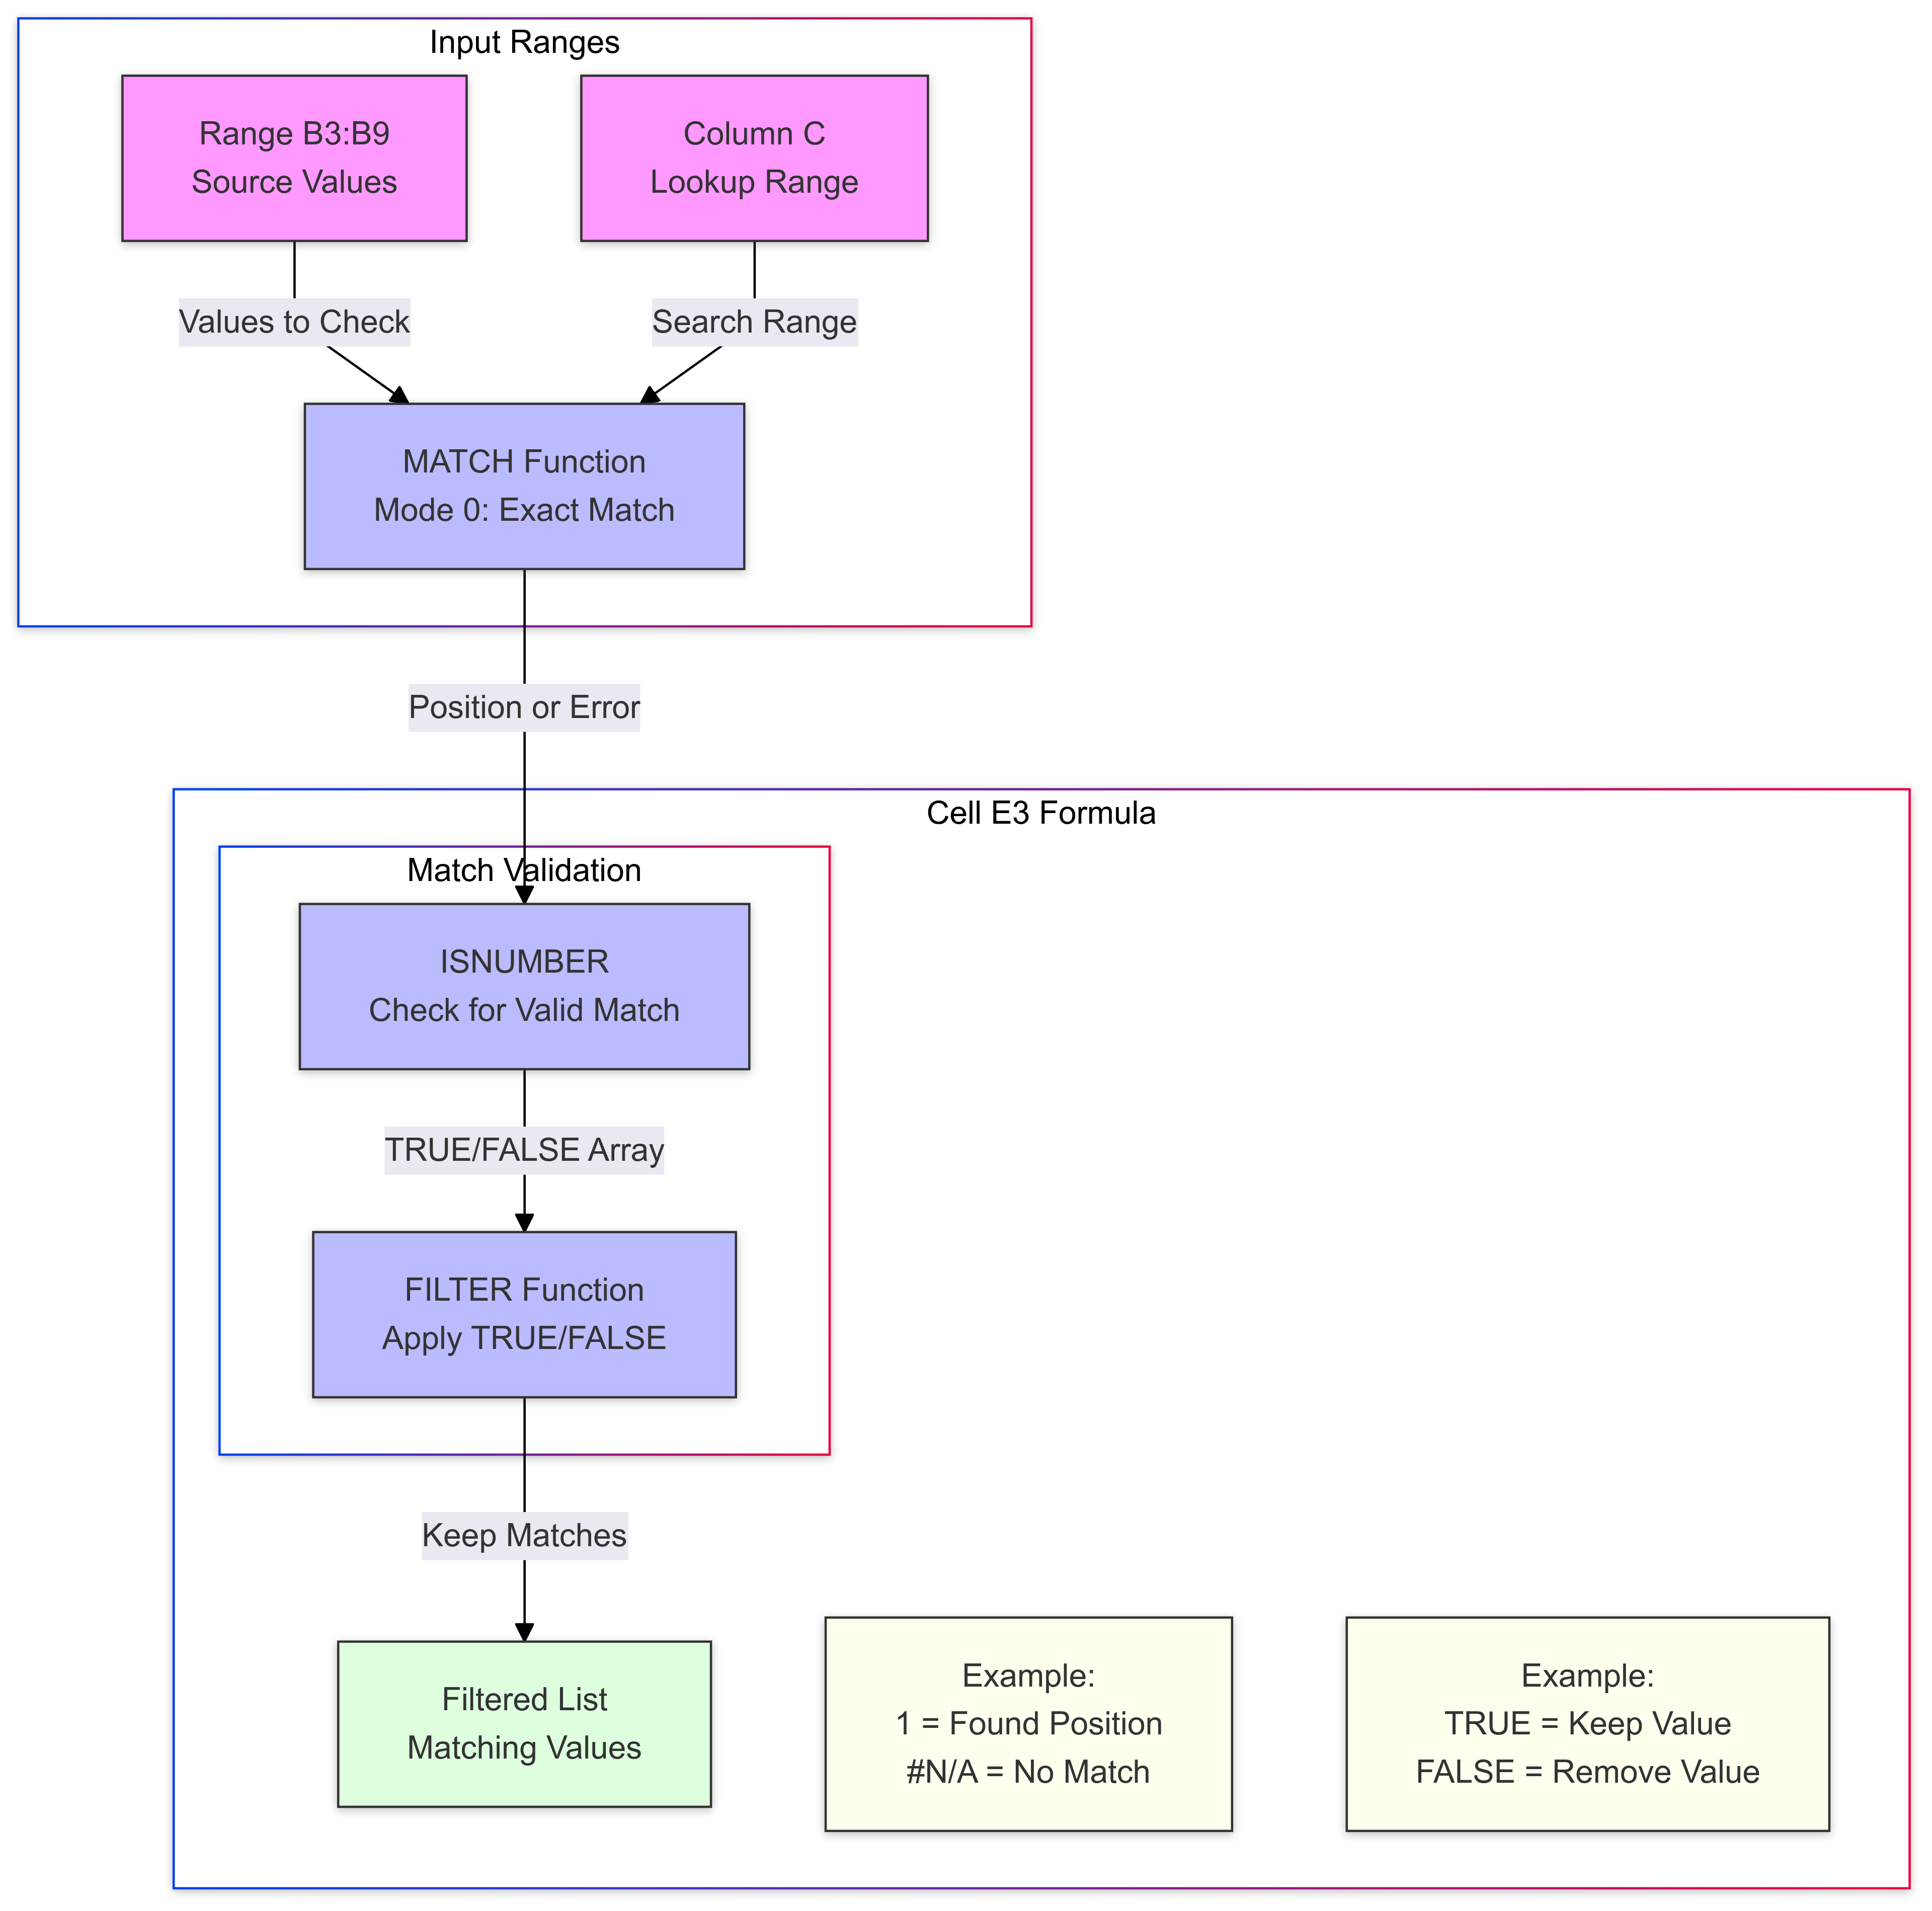 Input Ranges
Range B3:B9
Source Values
Column C
Lookup Range
Values to Check
Search Range
MATCH Function
Mode 0: Exact Match
Position or Error
Cell E3 Formula
Match Validation
ISNUMBER
Check for Valid Match
TRUE/FALSE Array
FILTER Function
Apply TRUE/FALSE
Keep Matches
Filtered List
Matching Values
Example:
1 = Found Position
#N/A = No Match
Example:
TRUE = Keep Value
FALSE = Remove Value